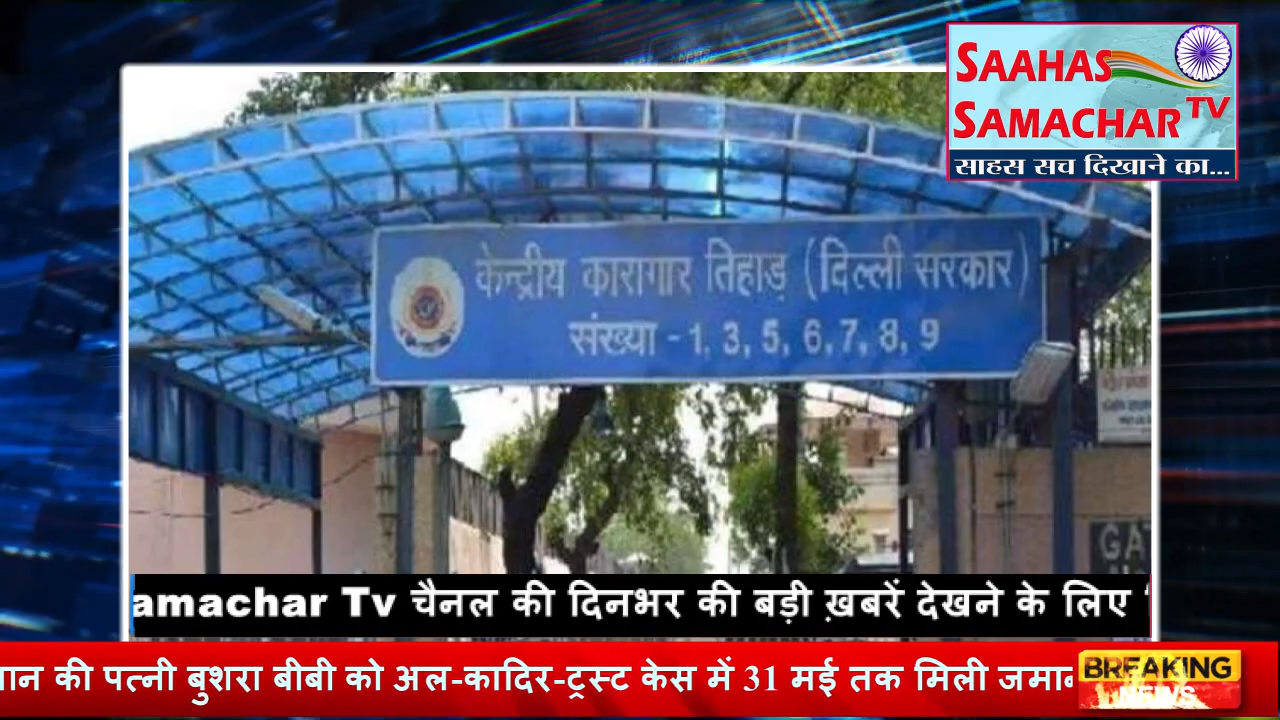 SAAHAS
SAMACHAR TV
साहस सच दिखाने का...
केन्द्रीय कारागार तिहाड़ (दिल्ली सरकार)
संख्या - 1, 3, 5, 6, 7, 8, 9
GA
amachar Tv चैनल की दिनभर की बड़ी ख़बरें देखने के लिए
की पत्नी बुशरा बीबी को अल-कादिर-ट्रस्ट केस में 31 मई तक मिली
BREAKING
NEWS